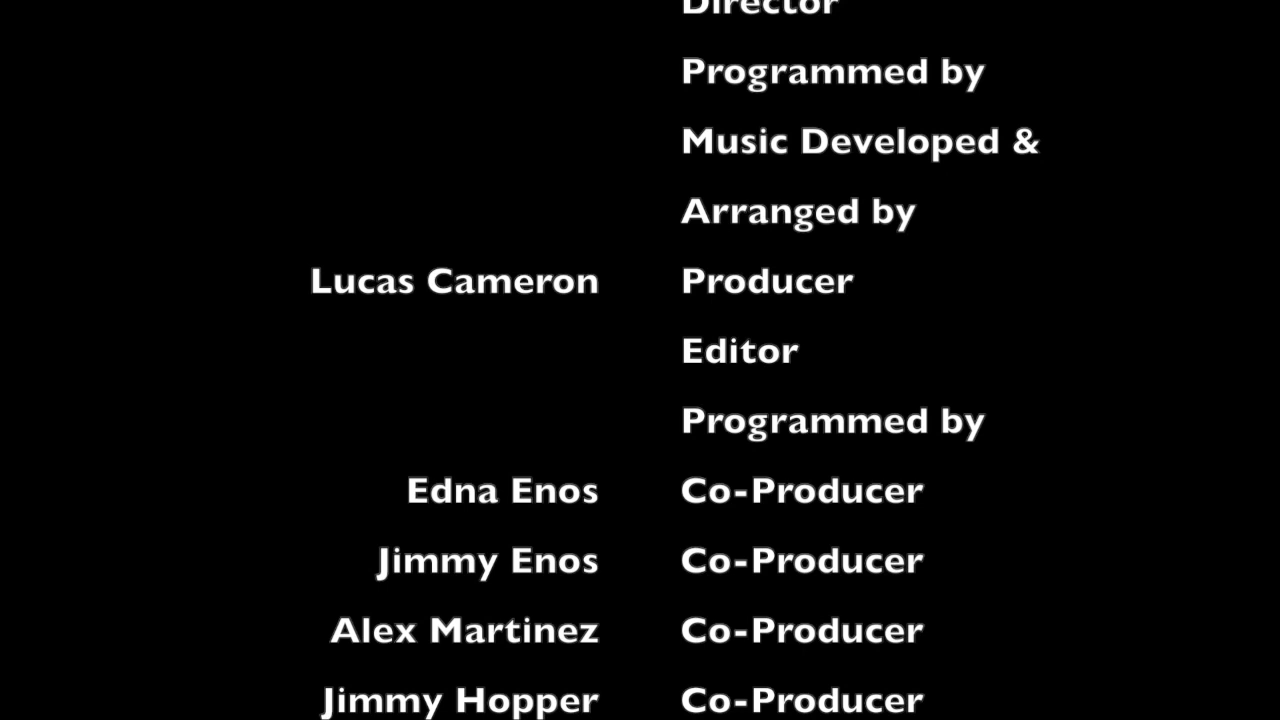 Director
Programmed by
Music Developed &
Arranged by
Lucas Cameron Producer
Editor
Programmed by
Edna Enos Co-Producer
Jimmy Enos Co-Producer
Alex Martinez Co-Producer
Jimmy Hopper Co-Producer